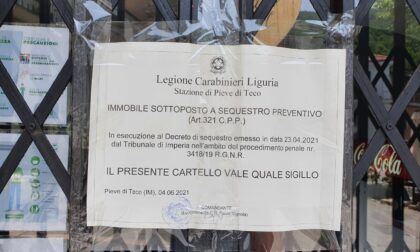 Legione Carabinieri Liguria
Stazione di Pieve di Teco
IMMOBILE SOTTOPOSTO A SEQUESTRO PREVENTIVO
(Art.321 C.P.P.)
In esecuzione al Decreto di sequestro emesso in data 23.04.2021
dal Tribunale di Imperia nell'ambito del procedimento penale nr.
3418/19 R.G.N.R.
IL PRESENTE CARTELLO VALE QUALE SIGILLO
Pieve di Teco (IM), 04.06.2021
COMANDANTE
Coca-Cola